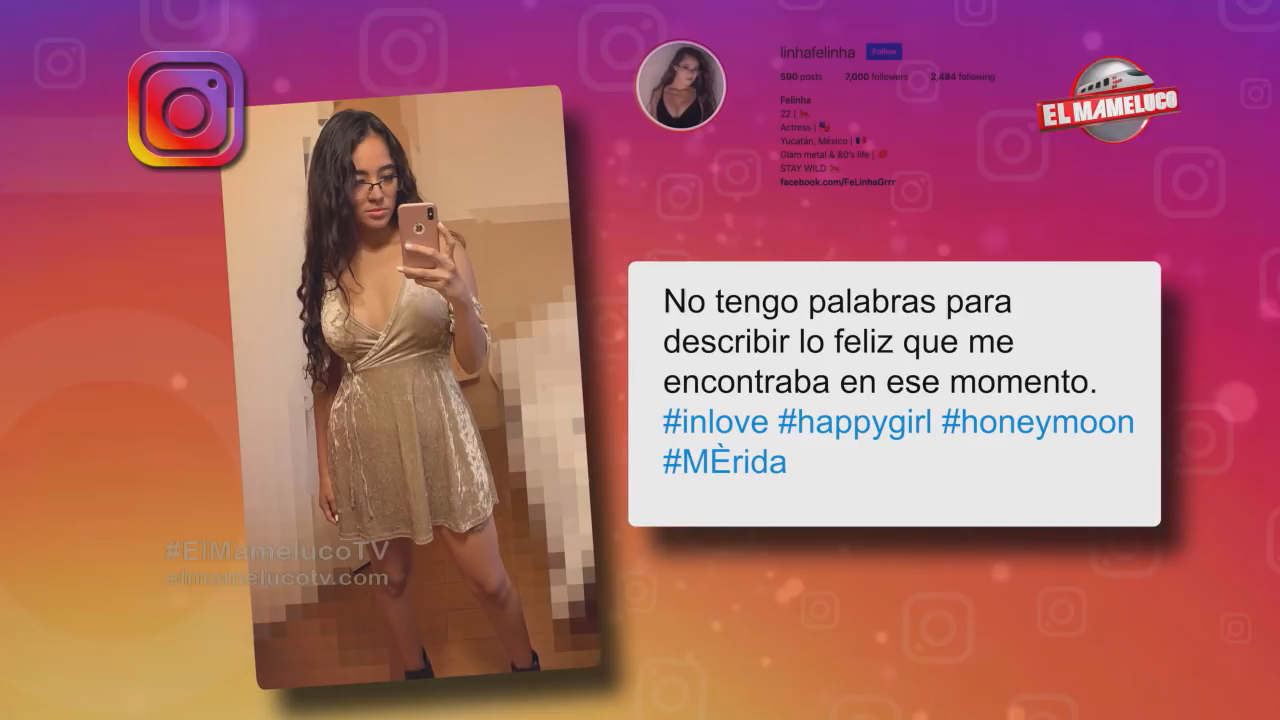 linhafelinha Follow
590 posts 7,000 followers 2,484 following
Felinha
22 |
Actress |
Yucatán, México |
Glam metal & 80's life |
STAY WILD
facebook.com/FeLinhaGrrr
EL MAMELUCO
No tengo palabras para
describir lo feliz que me
encontraba en ese momento.
#inlove #happygirl #honeymoon
#MÈrida
#ElMamelucoTV
elmamelucotv.com